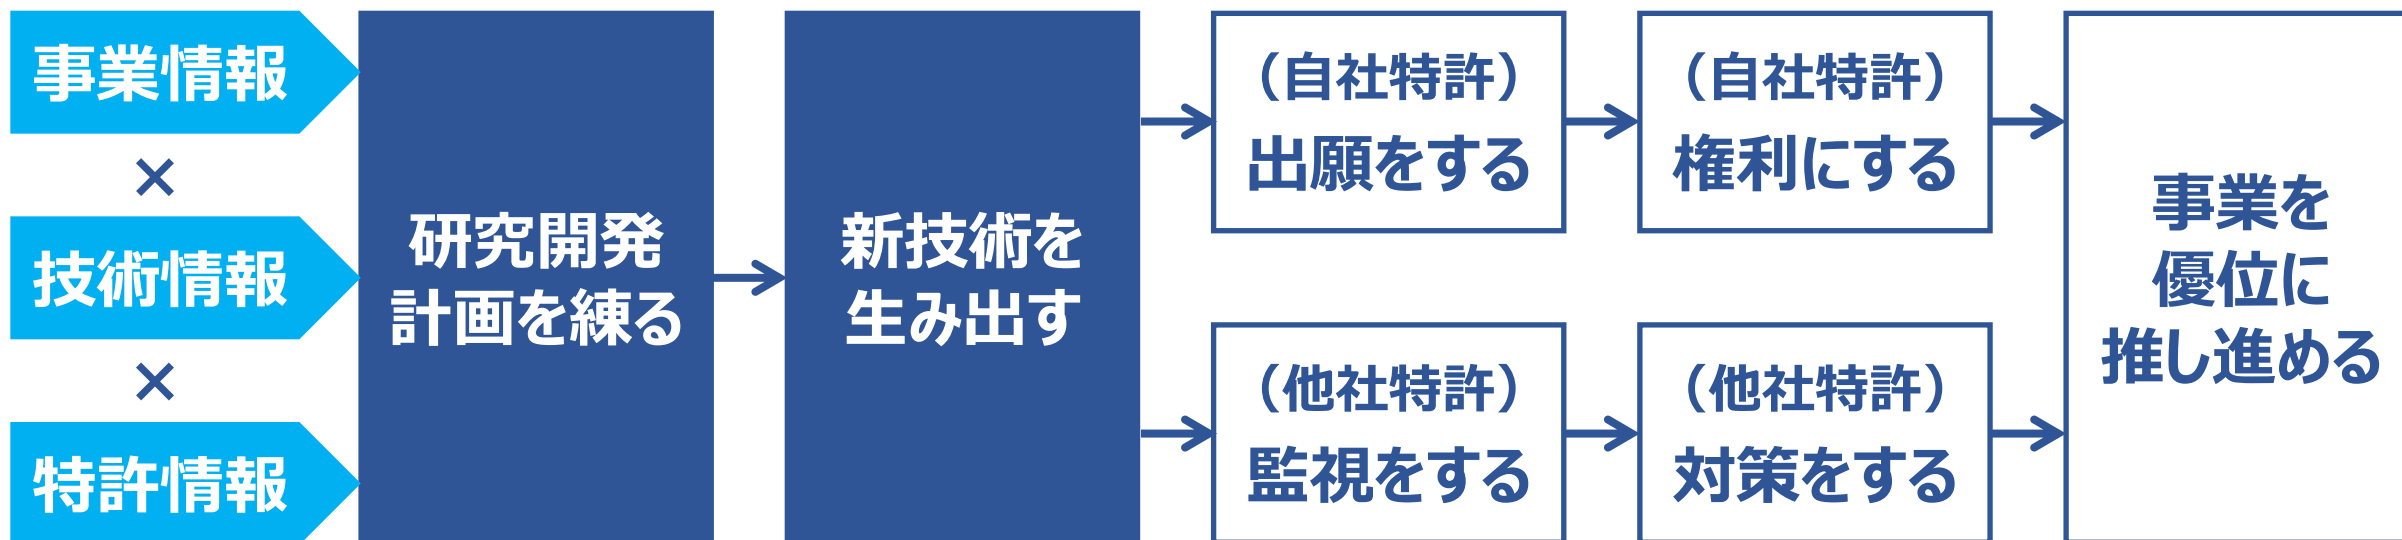 事業情報
×
技術情報
×
特許情報
研究開発
計画を練る
新技術を
生み出す
（自社特許）
出願をする
（自社特許）
権利にする
（他社特許）
監視をする
（他社特許）
対策をする
事業を
優位に
推し進める